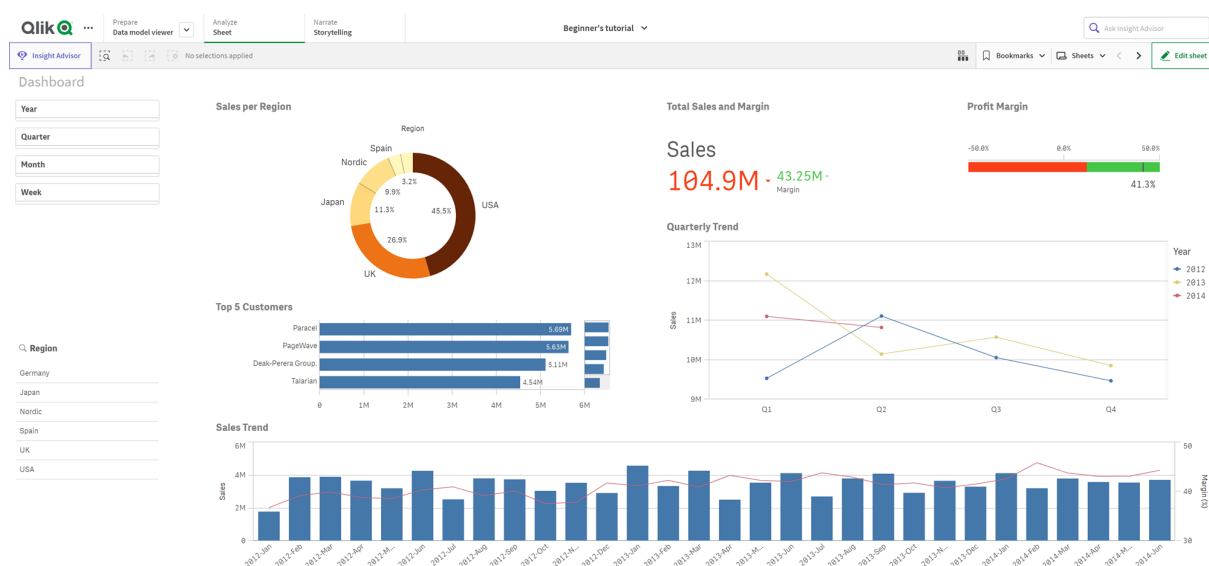 Qlik
Prepare
Data model viewer
Analyze
Sheet
Narrate
Storytelling
Beginner's tutorial
Ask Insight Advisor
Insight Advisor
No selections applied
Bookmarks
Sheets
Edit sheet
Dashboard
Year
Quarter
Month
Week
Region
Germany
Japan
Nordic
Spain
UK
USA
Sales per Region
Region
Spain
Nordic
Japan
UK
USA
3.2%
9.9%
11.3%
26.9%
45.5%
Total Sales and Margin
Sales
104.9M
43.25M
Margin
Profit Margin
-50.0% 0.0% 50.0%
41.3%
Top 5 Customers
Paracel 5.69M
PageWave 5.63M
Deak-Perera Group. 5.11M
Talarian 4.54M
0 1M 2M 3M 4M 5M 6M
Quarterly Trend
Sales
13M
12M
11M
10M
9M
Q1 Q2 Q3 Q4
Year
2012
2013
2014
Sales Trend
Sales
6M
4M
2M
0
50
40
30
Margin (%)
2012-Jan 2012-Feb 2012-Mar 2012-Apr 2012-M... 2012-Jun 2012-Jul 2012-Aug 2012-Sep 2012-Oct 2012-N... 2012-Dec 2013-Jan 2013-Feb 2013-Mar 2013-Apr 2013-M... 2013-Jun 2013-Jul 2013-Aug 2013-Sep 2013-Oct 2013-N... 2013-Dec 2014-Jan 2014-Feb 2014-Mar 2014-Apr 2014-M... 2014-Jun